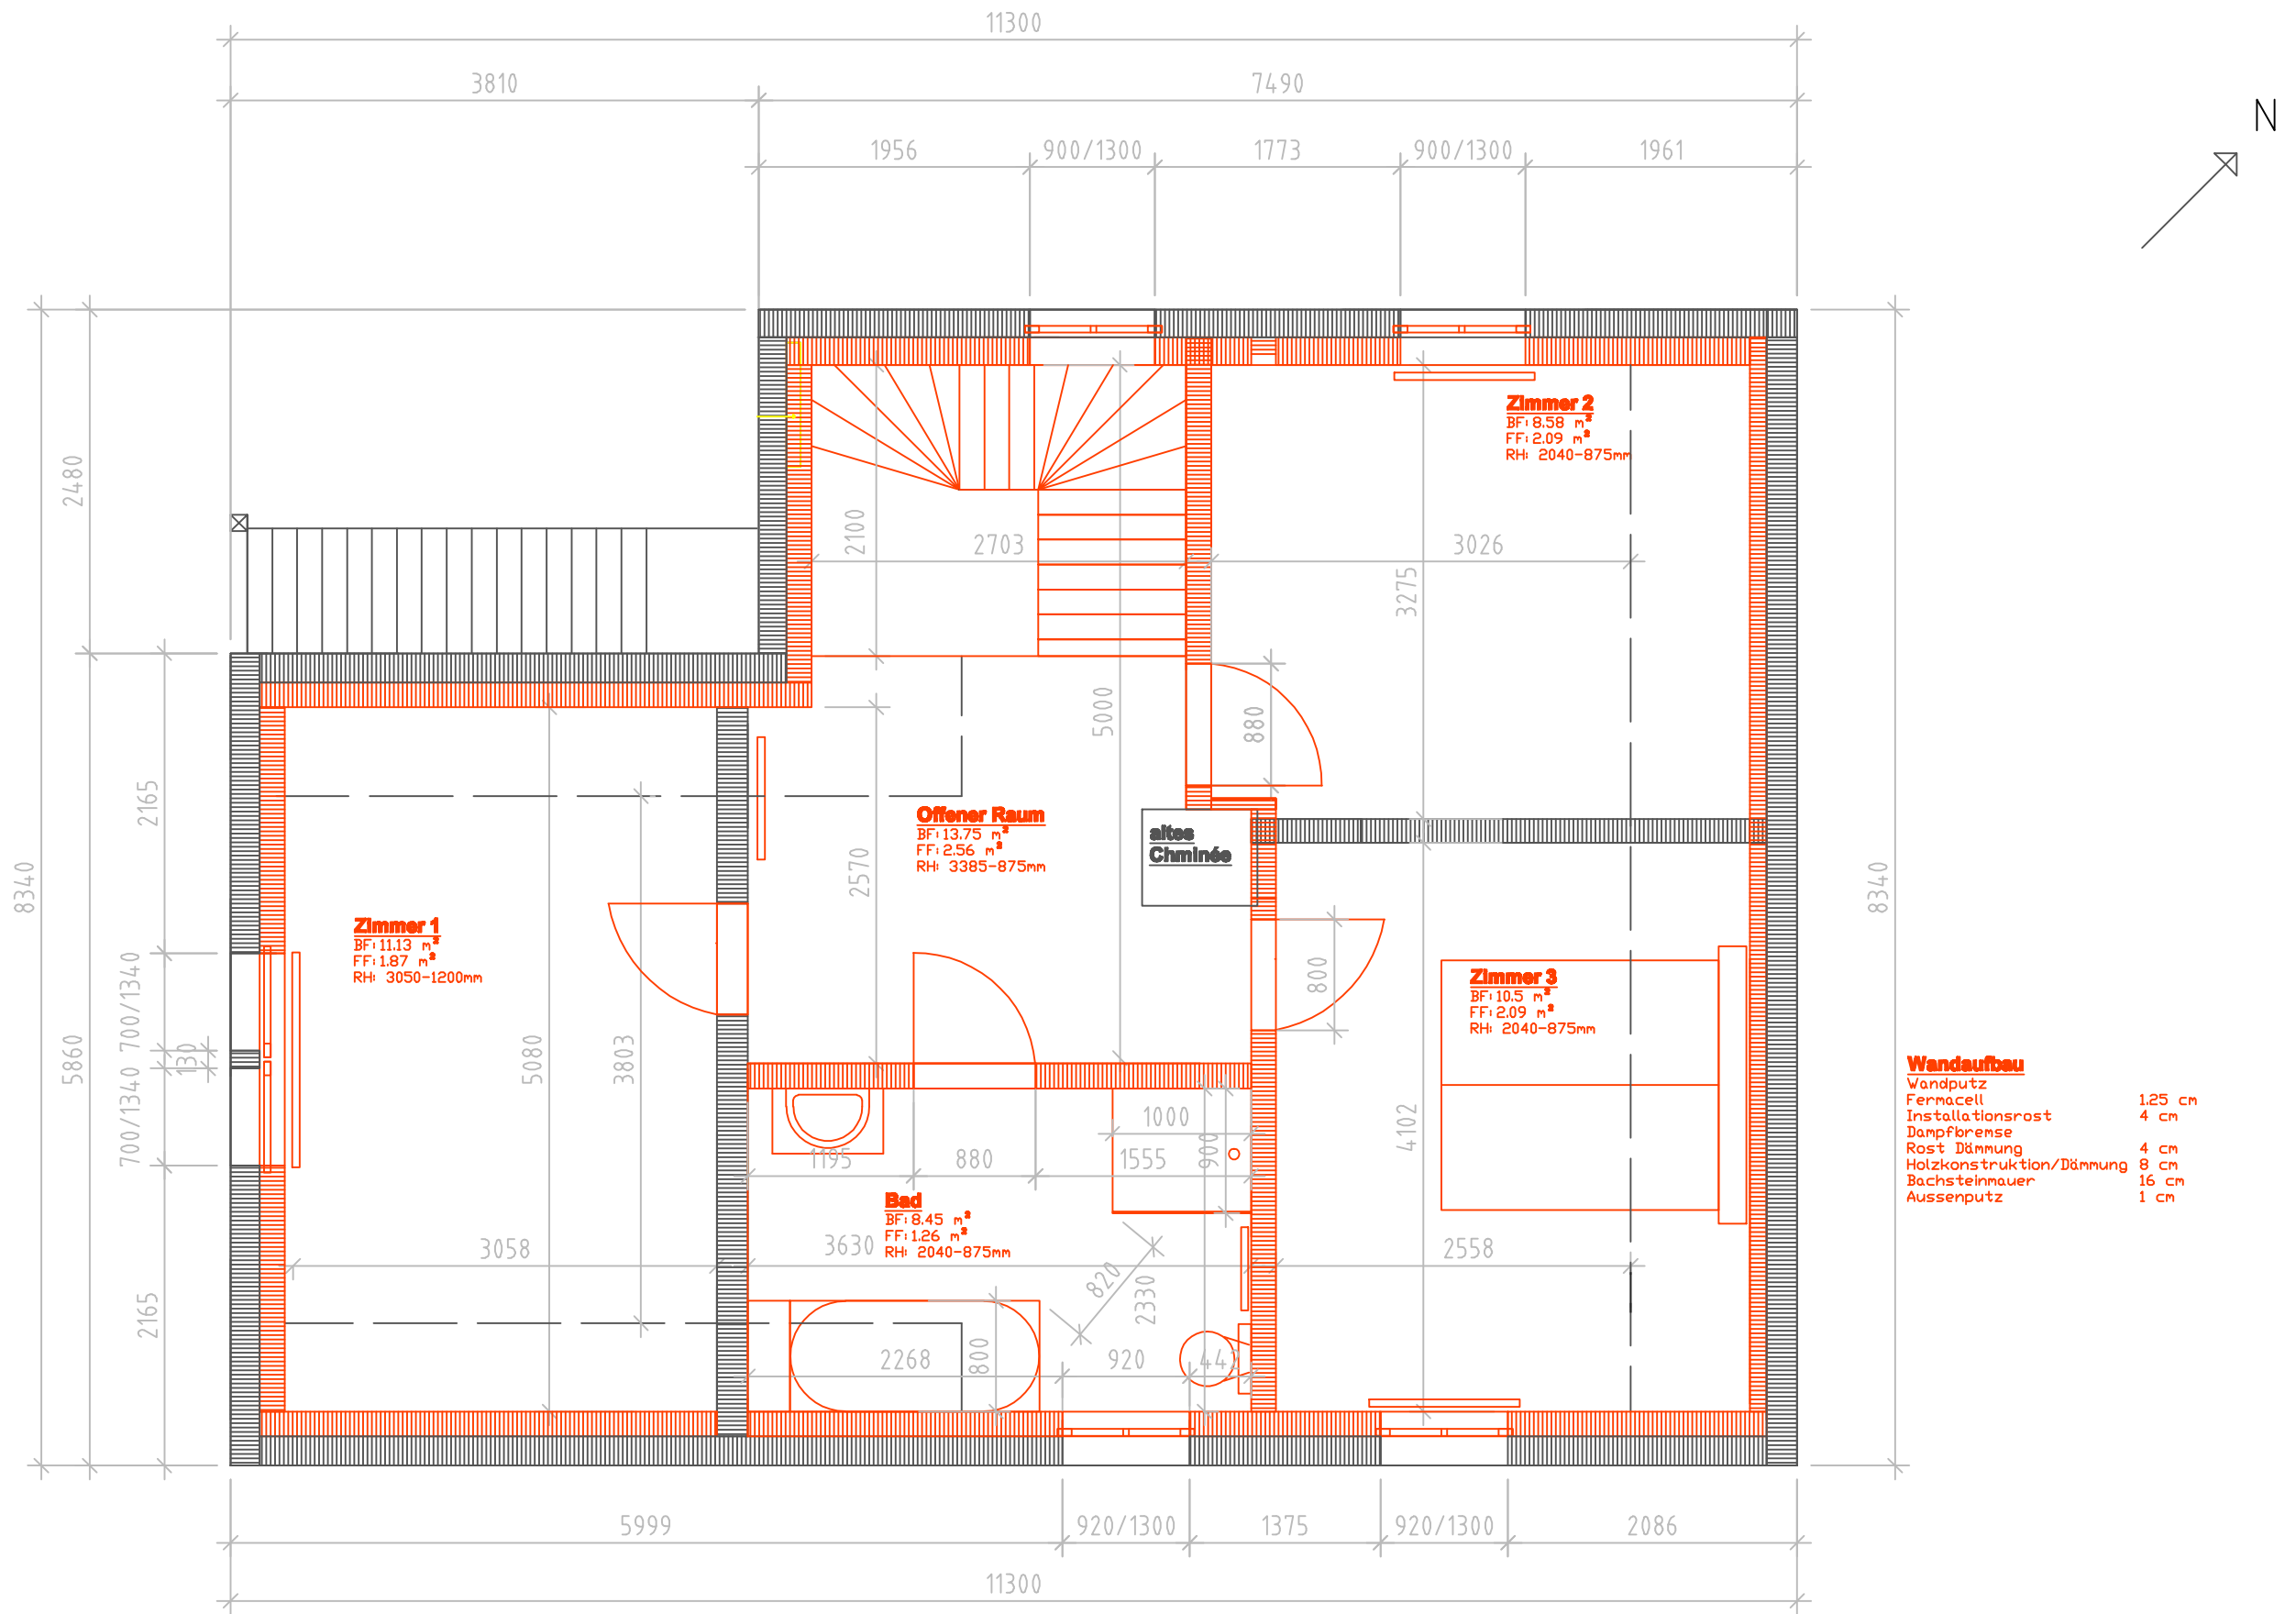 11300
3810
7490
N
1956
900/1300
1773
900/1300
1961
Zimmer 2
BF: 8.58 m²
FF: 2.09 m²
RH: 2040-875mm
2480
2100
2703
3026
3275
5000
880
2165
Offener Raum
BF: 13.75 m²
FF: 2.56 m²
RH: 3385-875mm
altes
Chminée
2570
8340
8340
Zimmer 1
BF: 11.13 m²
FF: 1.87 m²
RH: 3050-1200mm
700/1340
130
700/1340
5860
5080
3803
800
Zimmer 3
BF: 10.5 m²
FF: 2.09 m²
RH: 2040-875mm
Wandaufbau
Wandputz
Fermacell 1.25 cm
Installationsrost 4 cm
Dampfbremse
Rost Dämmung 4 cm
Holzkonstruktion/Dämmung 8 cm
Bachsteinmauer 16 cm
Aussenputz 1 cm
1000
900
4102
1195
880
1555
Bad
BF: 8.45 m²
FF: 1.26 m²
RH: 2040-875mm
3058
3630
820
2330
2558
2165
2268
800
920
442
5999
920/1300
1375
920/1300
2086
11300